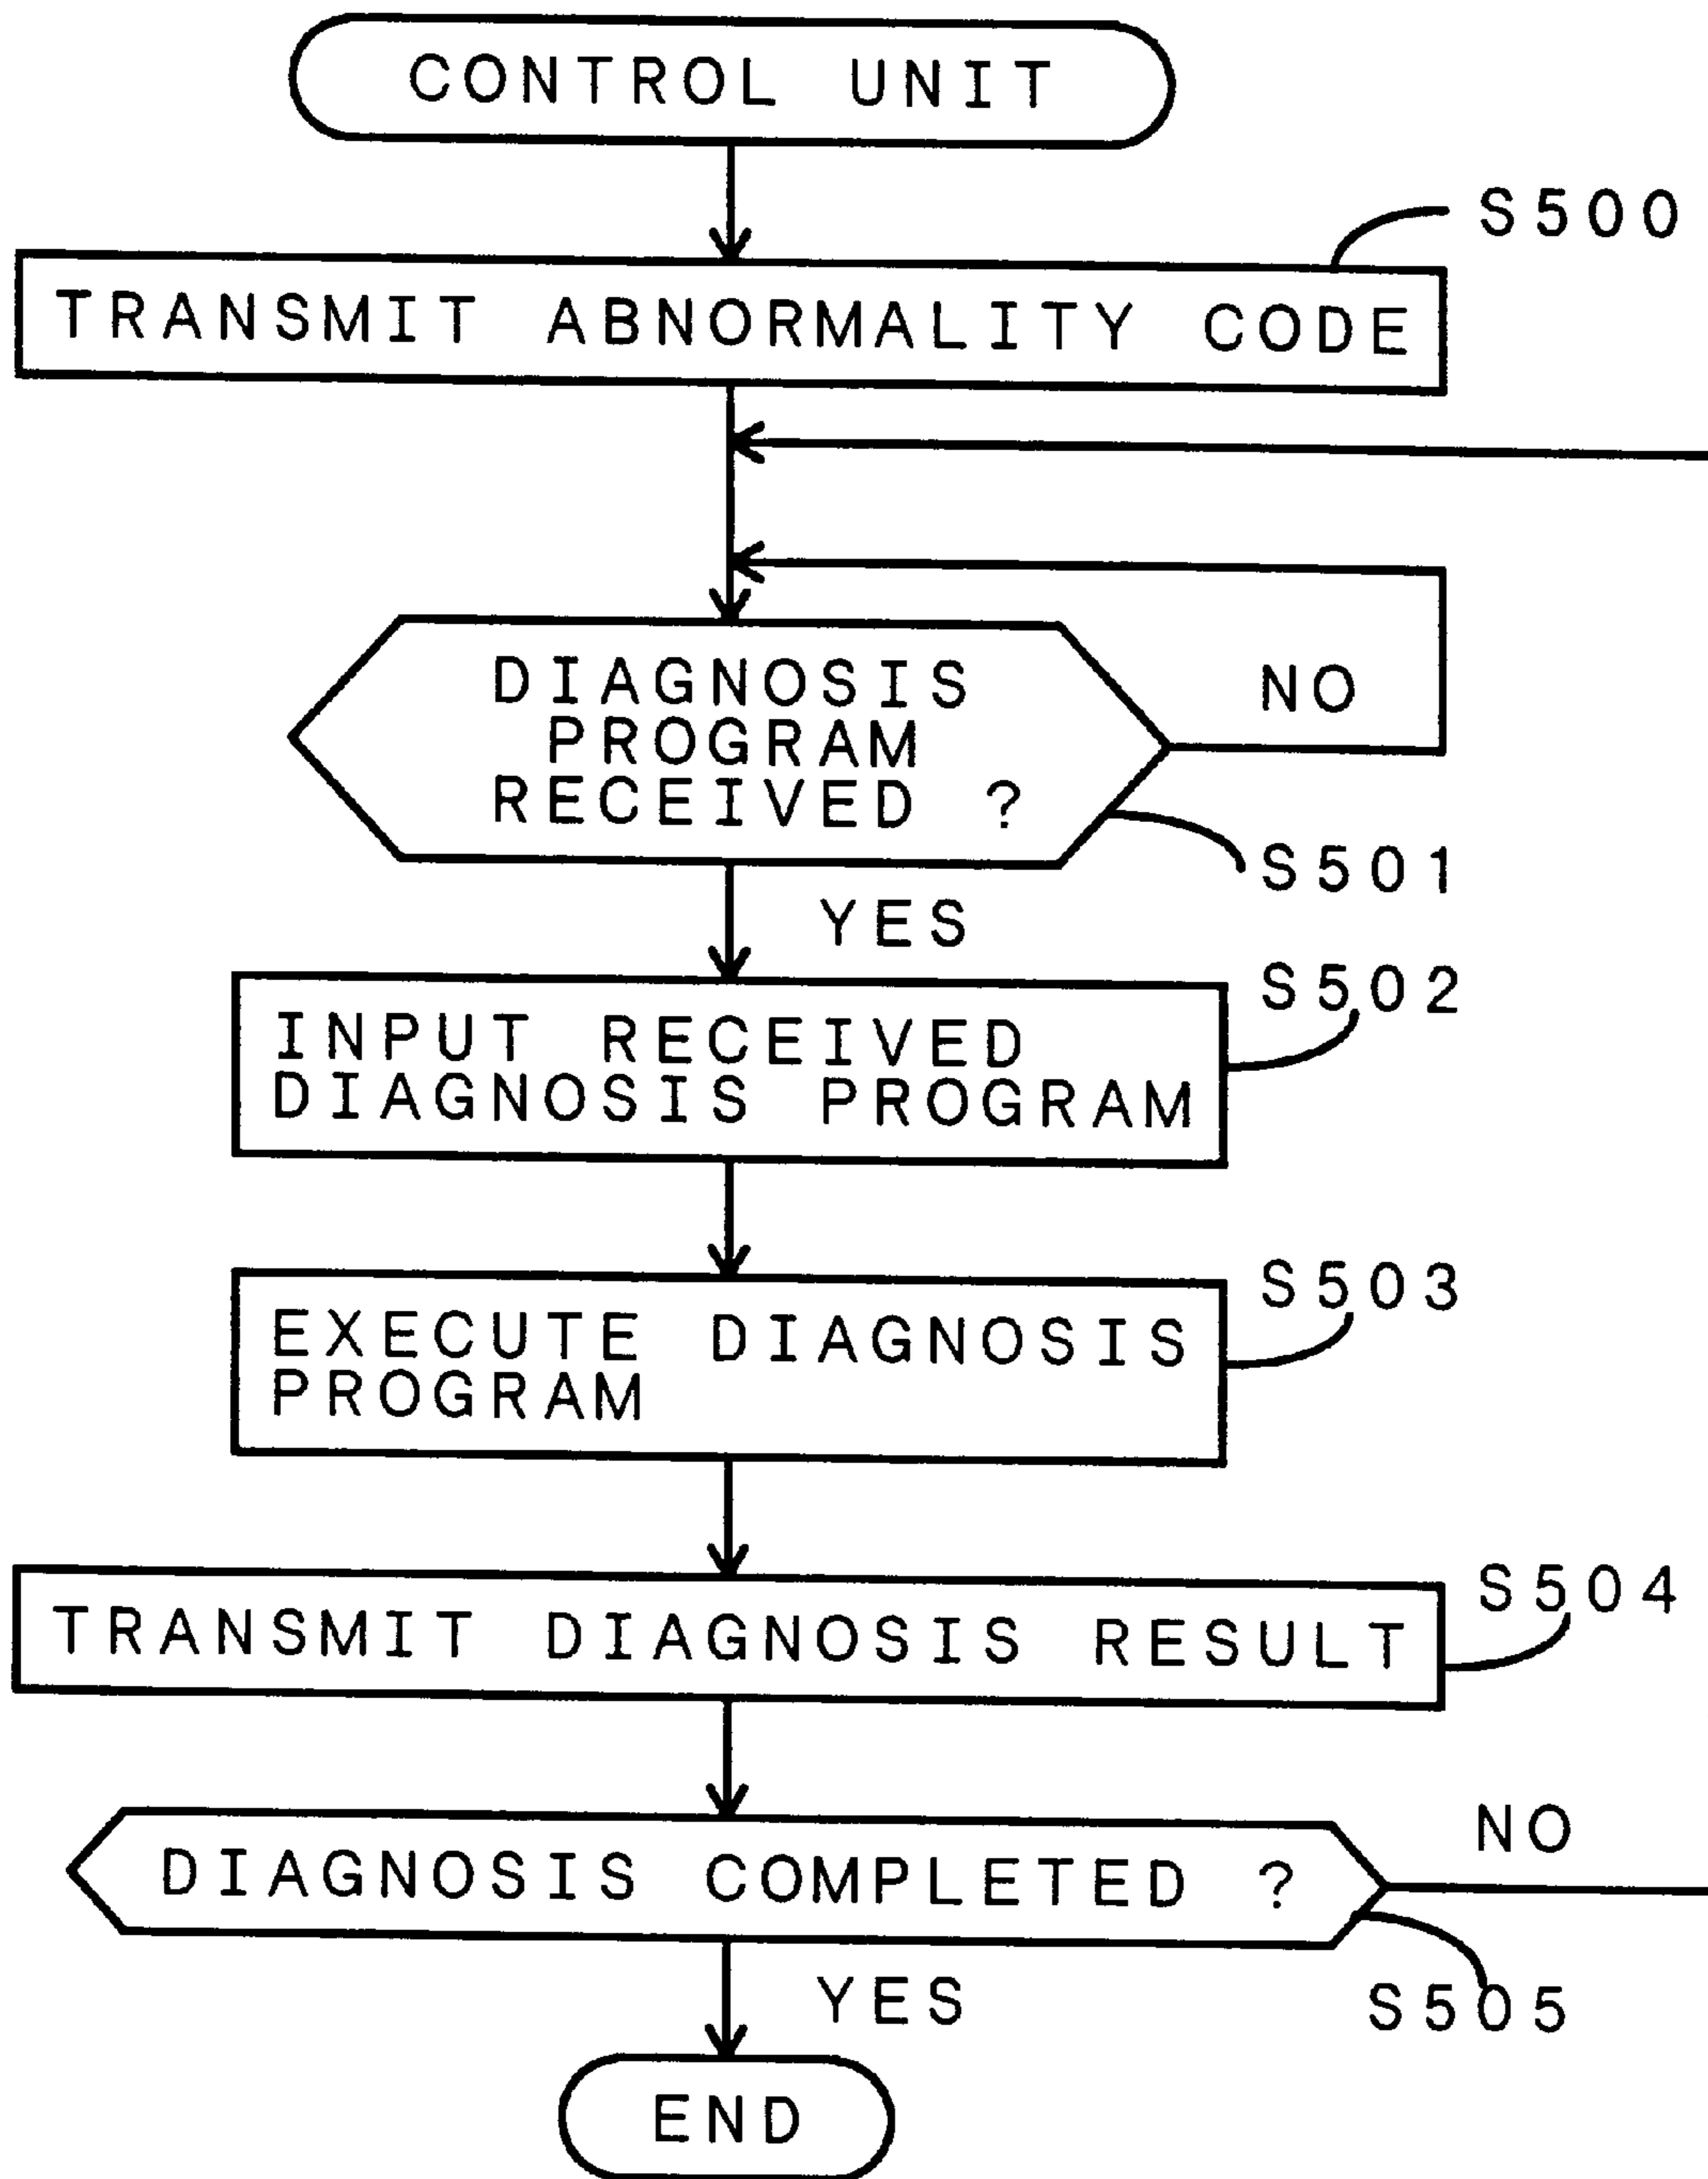 CONTROL UNIT
S500
TRANSMIT ABNORMALITY CODE
DIAGNOSIS
PROGRAM
RECEIVED ?
NO
S501
YES
S502
INPUT RECEIVED
DIAGNOSIS PROGRAM
S503
EXECUTE DIAGNOSIS
PROGRAM
S504
TRANSMIT DIAGNOSIS RESULT
NO
DIAGNOSIS COMPLETED ?
S505
YES
END